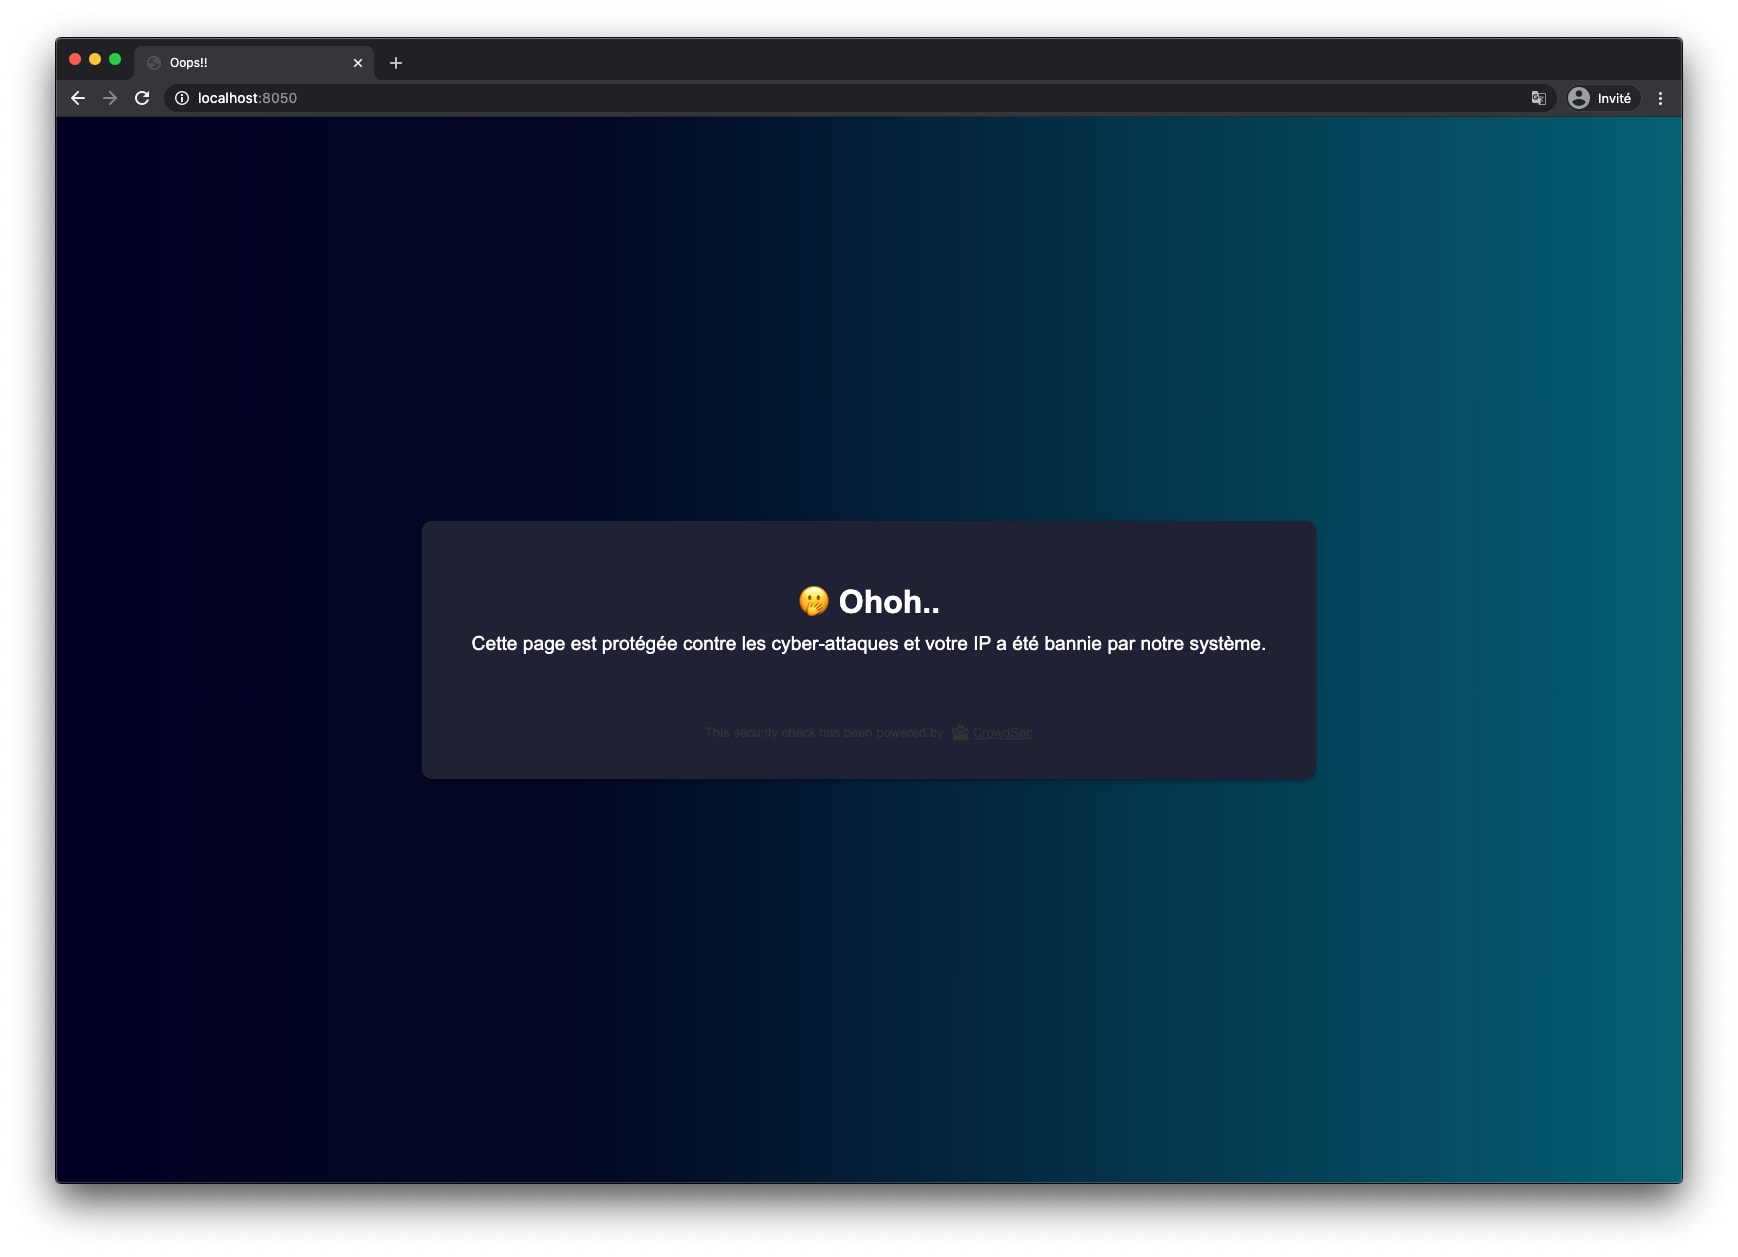 Oops!!
localhost:8050
Invité
🤭 Ohoh..
Cette page est protégée contre les cyber-attaques et votre IP a été bannie par notre système.
This security check has been powered by CrowdSec